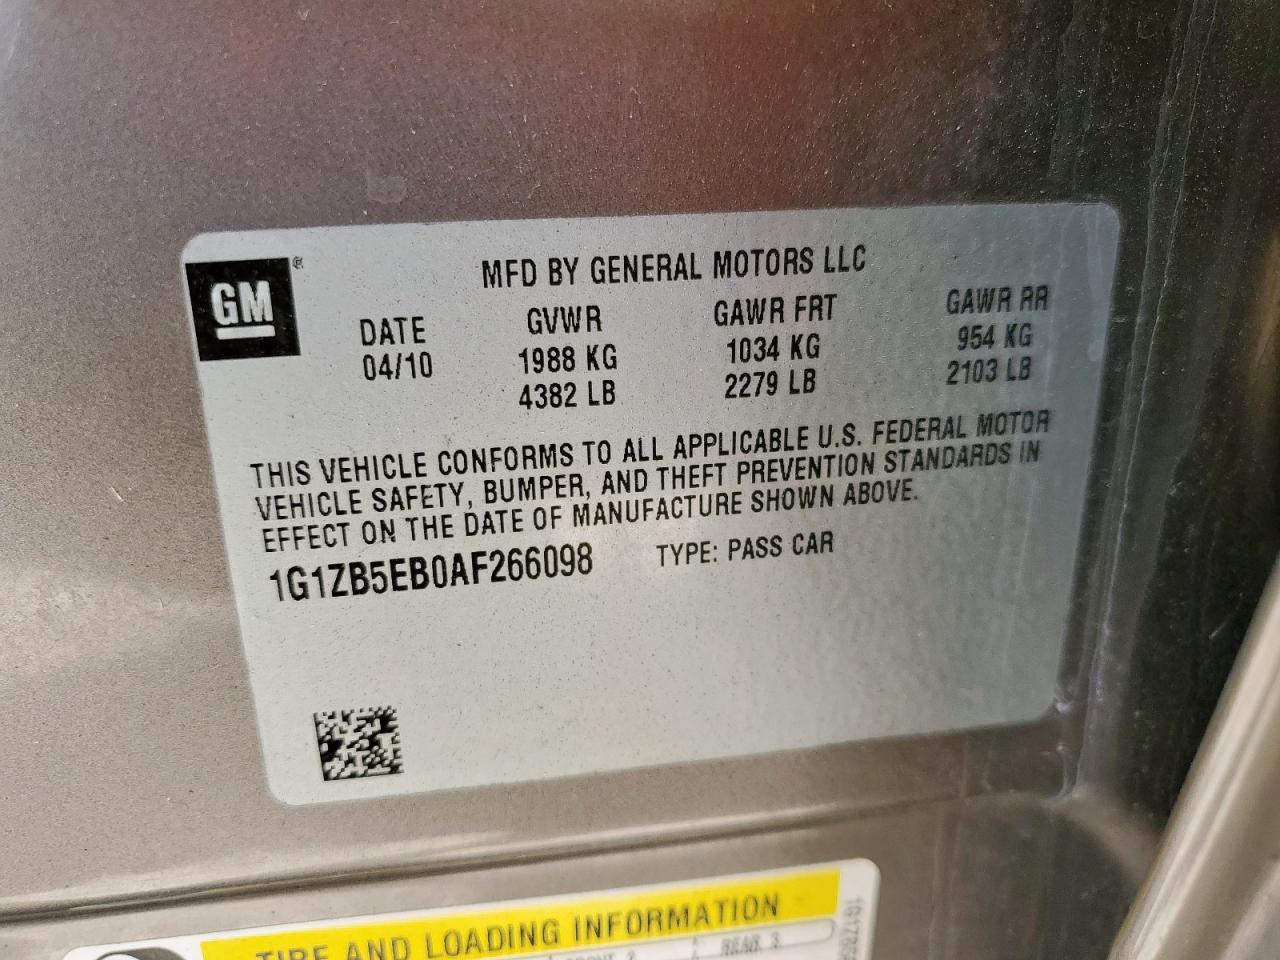 GM ®
MFD BY GENERAL MOTORS LLC
DATE GVWR GAWR FRT GAWR RR
04/10 1988 KG 1034 KG 954 KG
4382 LB 2279 LB 2103 LB
THIS VEHICLE CONFORMS TO ALL APPLICABLE U.S. FEDERAL MOTOR
VEHICLE SAFETY, BUMPER, AND THEFT PREVENTION STANDARDS IN
EFFECT ON THE DATE OF MANUFACTURE SHOWN ABOVE.
1G1ZB5EB0AF266098 TYPE: PASS CAR
TIRE AND LOADING INFORMATION
REAR 3